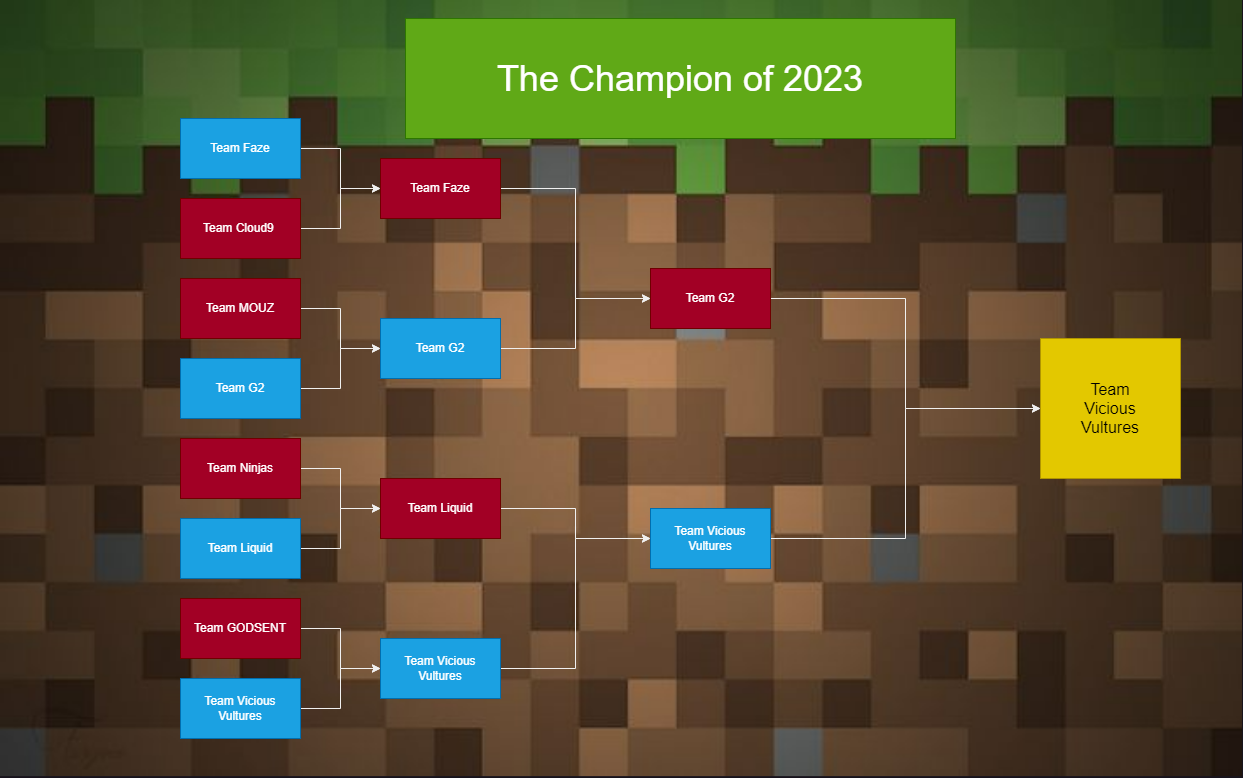 The Champion of 2023
Team Faze
Team Cloud9
Team MOUZ
Team G2
Team Ninjas
Team Liquid
Team GODSENT
Team Vicious
Vultures
Team Faze
Team G2
Team Liquid
Team Vicious
Vultures
Team G2
Team Vicious
Vultures
Team
Vicious
Vultures